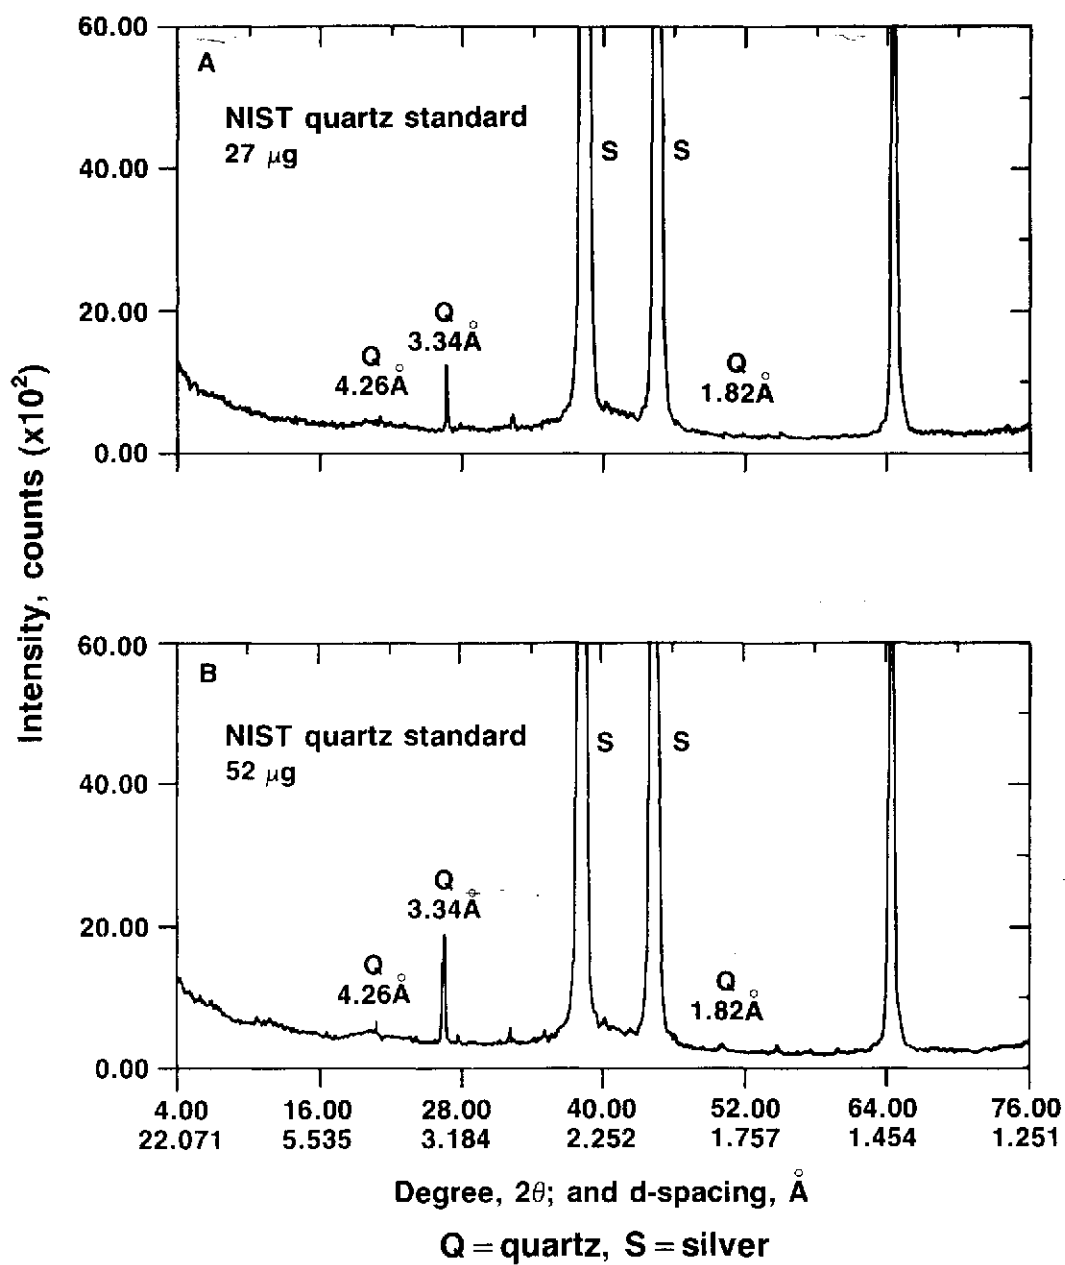 60.00
A
NIST quartz standard
27 μg
40.00
S
S
20.00
Q
3.34Å
Q
4.26Å
Q
1.82Å
0.00
Intensity, counts (x10²)
60.00
B
NIST quartz standard
52 μg
S
S
40.00
Q
3.34Å
20.00
Q
4.26Å
Q
1.82Å
0.00
4.00 16.00 28.00 40.00 52.00 64.00 76.00
22.071 5.535 3.184 2.252 1.757 1.454 1.251
Degree, 2θ; and d-spacing, Å
Q = quartz, S = silver